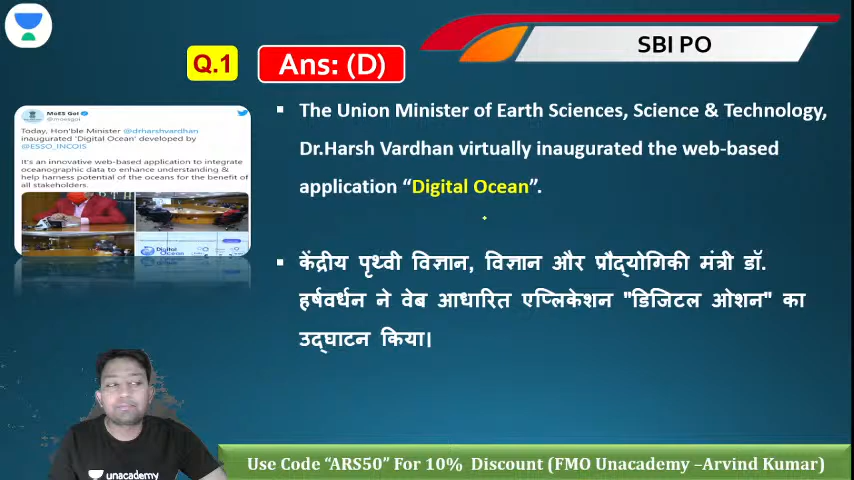 SBI PO
Q.1
Ans: (D)
MoES GoI
@moesgoi
Today, Hon'ble Minister @drharshvardhan
inaugurated 'Digital Ocean' developed by
@ESSO_INCOIS
It's an innovative web-based application to integrate
oceanographic data to enhance understanding &
help harness potential of the oceans for the benefit of
all stakeholders.
Digital
Ocean
The Union Minister of Earth Sciences, Science & Technology,
Dr.Harsh Vardhan virtually inaugurated the web-based
application “Digital Ocean”.
केंद्रीय पृथ्वी विज्ञान, विज्ञान और प्रौद्योगिकी मंत्री डॉ.
हर्षवर्धन ने वेब आधारित एप्लिकेशन "डिजिटल ओशन" का
उद्घाटन किया।
unacademy
Use Code “ARS50” For 10% Discount (FMO Unacademy –Arvind Kumar)